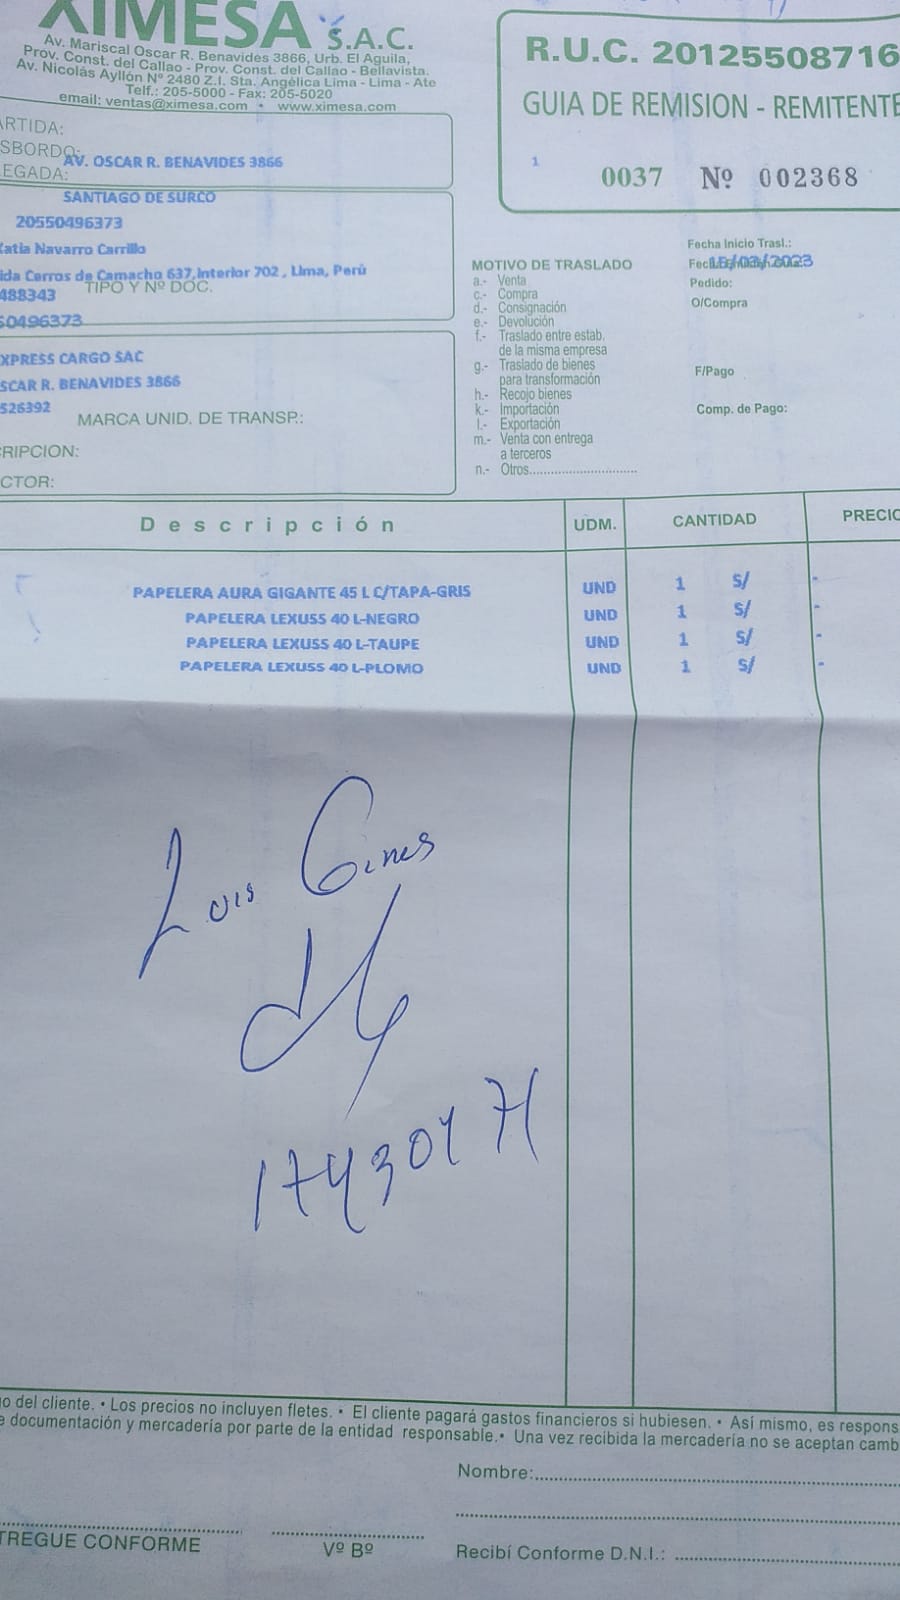 XIMESA S.A.C.
Av. Mariscal Oscar R. Benavides 3866, Urb. El Aguila,
Prov. Const. del Callao - Prov. Const. del Callao - Bellavista.
Av. Nicolás Ayllón Nº 2480 Z.I. Sta. Angélica Lima - Lima - Ate
Telf.: 205-5000 - Fax: 205-5020
email: ventas@ximesa.com • www.ximesa.com
R.U.C. 20125508716
GUIA DE REMISION - REMITENTE
1
0037 Nº 002368
ARTIDA:
SBORDO:
AV. OSCAR R. BENAVIDES 3866
EGADA:
SANTIAGO DE SURCO
20550496373
Katia Navarro Carrillo
ida Cerros de Camacho 637,Interior 702 , Lima, Perú
488343
TIPO Y Nº DOC.
50496373
XPRESS CARGO SAC
SCAR R. BENAVIDES 3866
526392
MARCA UNID. DE TRANSP.:
RIPCION:
CTOR:
MOTIVO DE TRASLADO
a.- Venta
c.- Compra
d.- Consignación
e.- Devolución
f.- Traslado entre estab.
de la misma empresa
g.- Traslado de bienes
para transformación
h.- Recojo bienes
k.- Importación
l.- Exportación
m.- Venta con entrega
a terceros
n.- Otros..............................
Fecha Inicio Trasl.:
Pedido:
O/Compra
F/Pago
Comp. de Pago:
Descripción UDM. CANTIDAD PRECIO
PAPELERA AURA GIGANTE 45 L C/TAPA-GRIS UND 1 S/ -
PAPELERA LEXUSS 40 L-NEGRO UND 1 S/ -
PAPELERA LEXUSS 40 L-TAUPE UND 1 S/ -
PAPELERA LEXUSS 40 L-PLOMO UND 1 S/ -
Luis Gines
go del cliente. • Los precios no incluyen fletes. • El cliente pagará gastos financieros si hubiesen. • Así mismo, es respons
e documentación y mercadería por parte de la entidad responsable.• Una vez recibida la mercadería no se aceptan camb
Nombre:
TREGUE CONFORME
Vº Bº
Recibí Conforme D.N.I.: